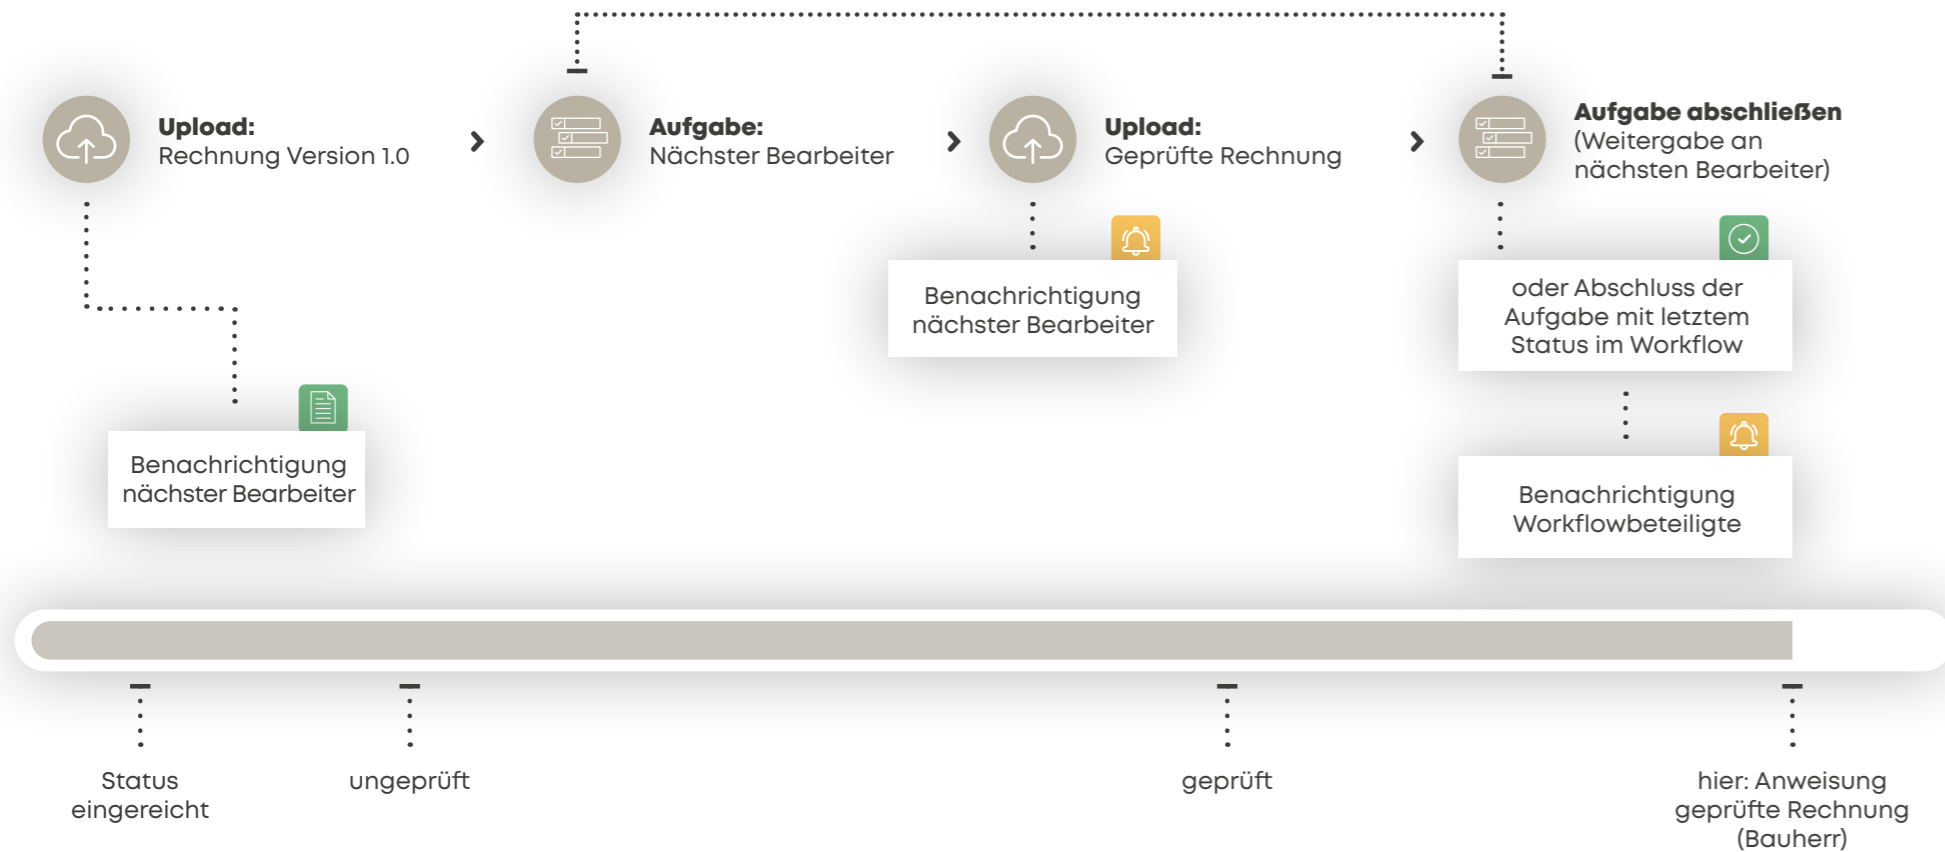 Upload:
Rechnung Version 1.0
Aufgabe:
Nächster Bearbeiter
Upload:
Geprüfte Rechnung
Aufgabe abschließen
(Weitergabe an
nächsten Bearbeiter)
Benachrichtigung
nächster Bearbeiter
oder Abschluss der
Aufgabe mit letztem
Status im Workflow
Benachrichtigung
nächster Bearbeiter
Benachrichtigung
Workflowbeteiligte
Status
eingereicht
ungeprüft
geprüft
hier: Anweisung
geprüfte Rechnung
(Bauherr)